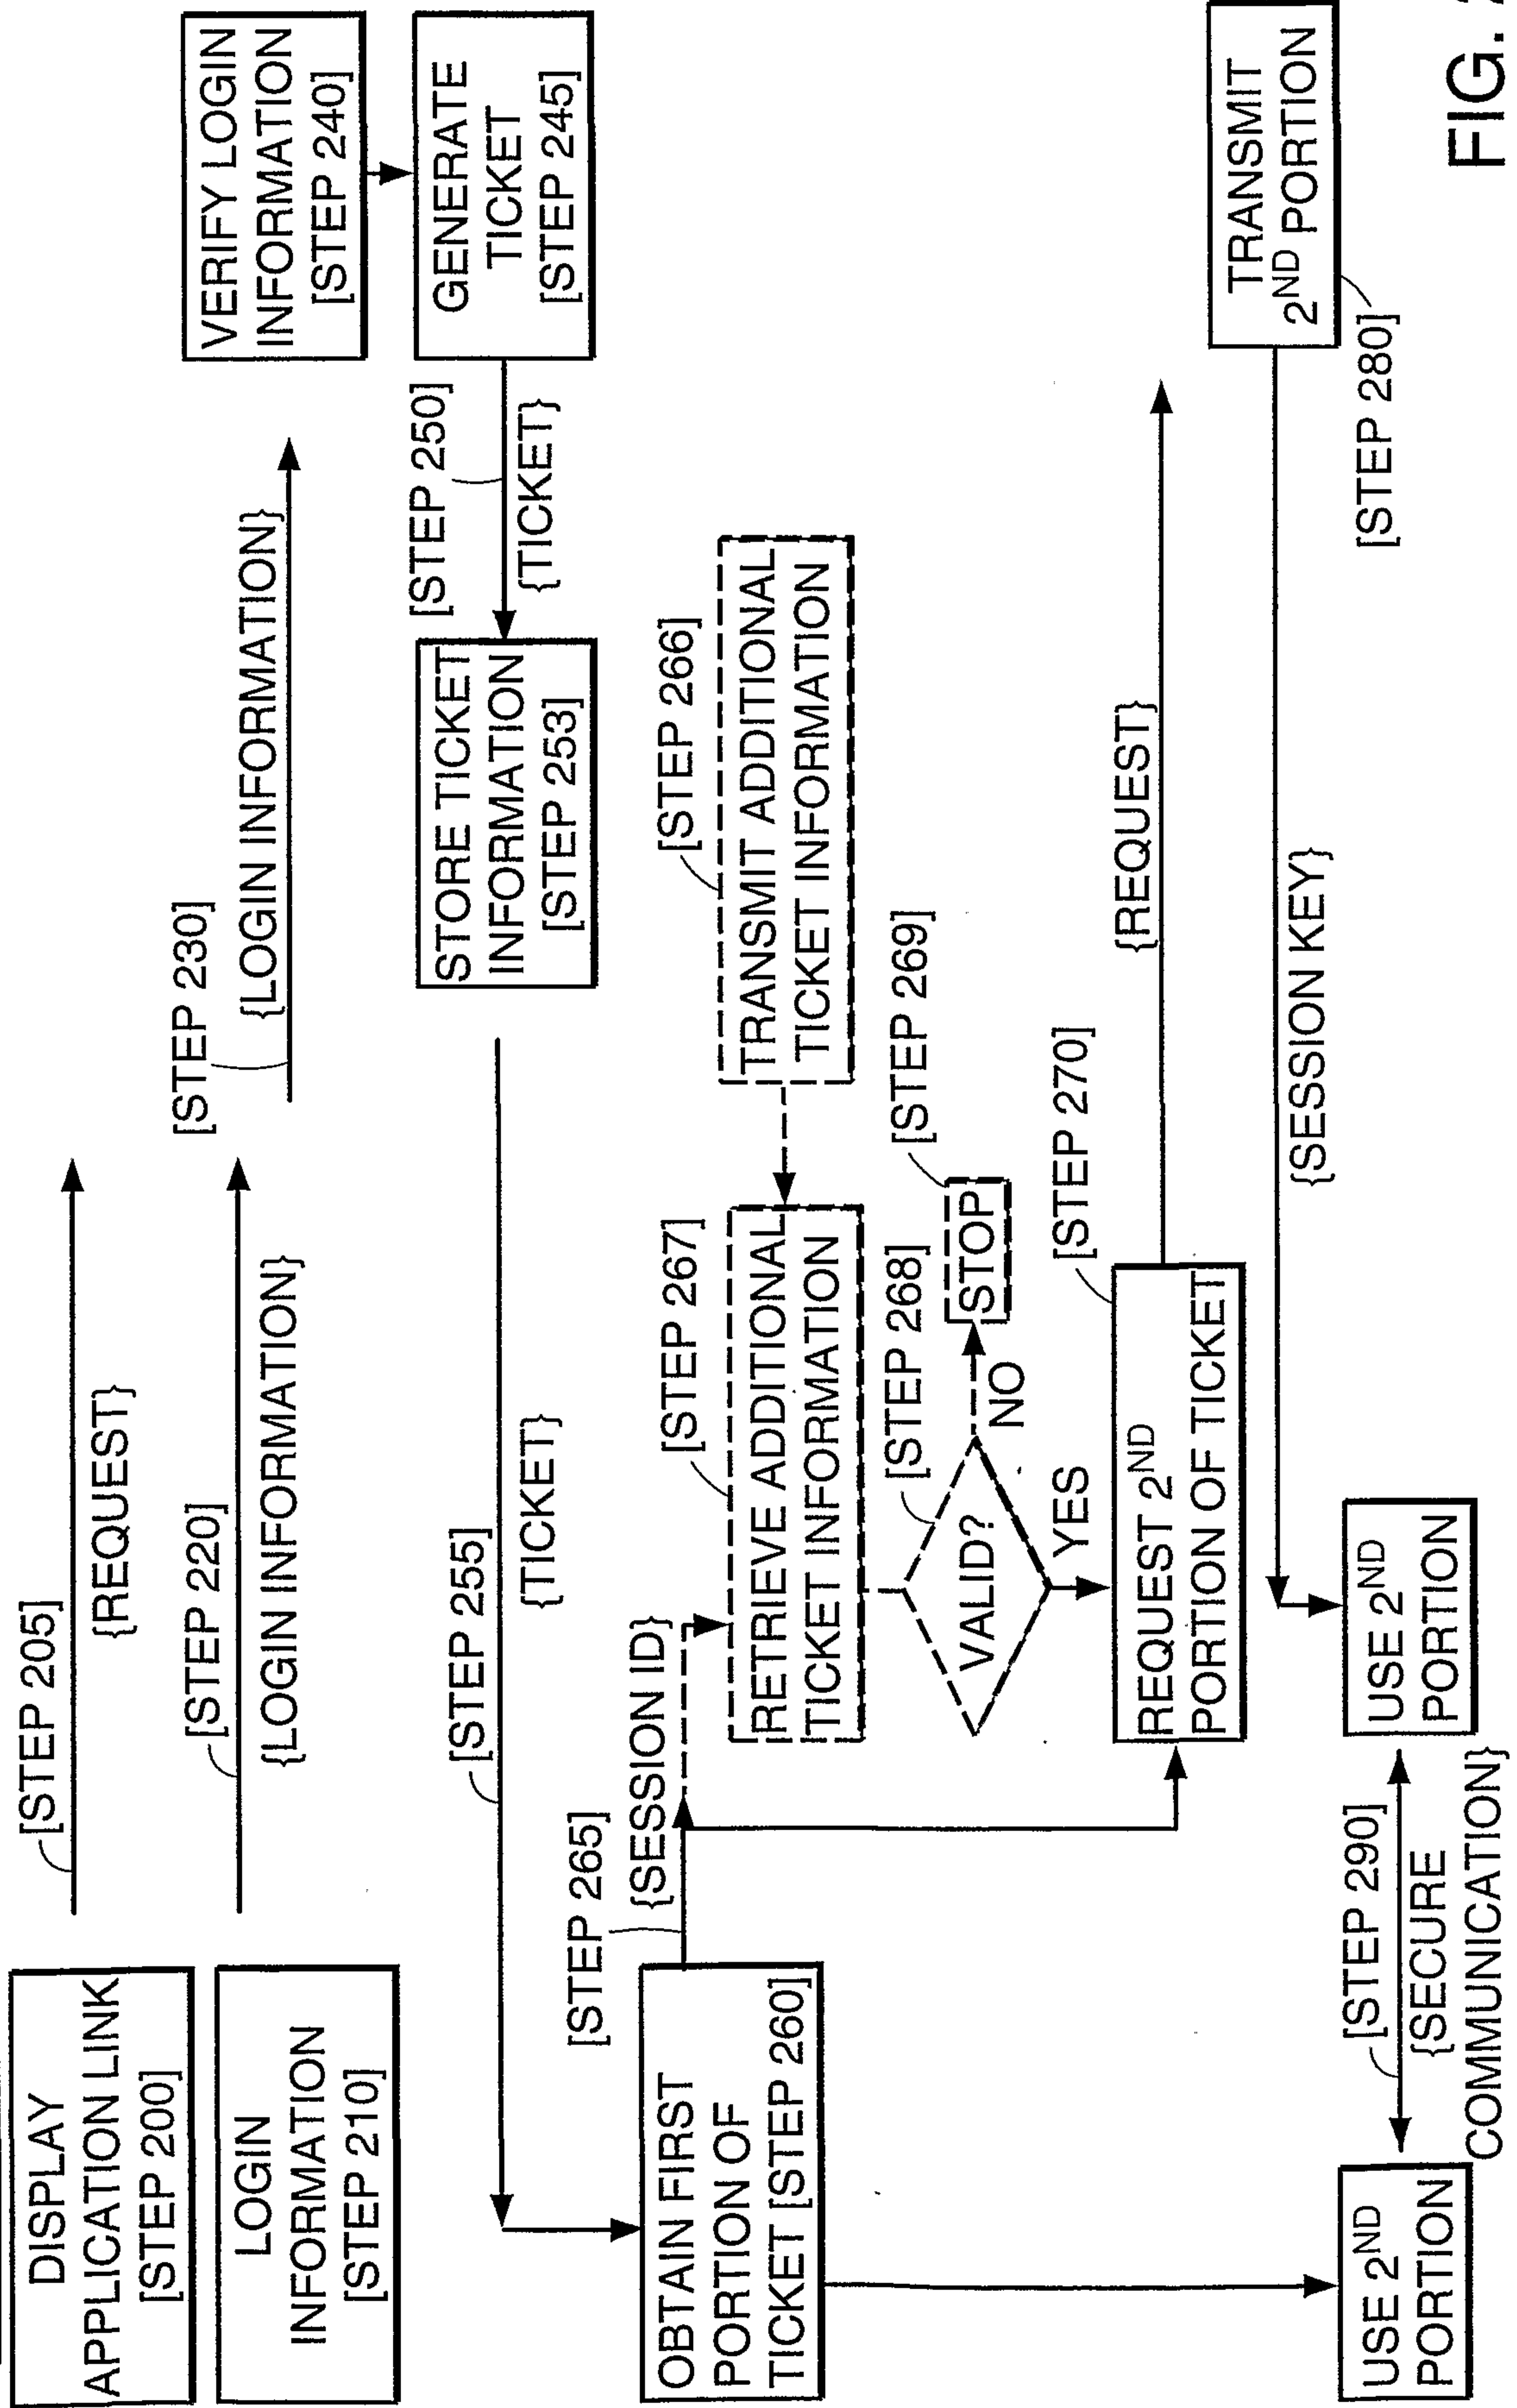 DISPLAY
APPLICATION LINK
[STEP 200]
[STEP 205]
{REQUEST}
LOGIN
INFORMATION
[STEP 210]
[STEP 220]
{LOGIN INFORMATION}
[STEP 230]
{LOGIN INFORMATION}
VERIFY LOGIN
INFORMATION
[STEP 240]
GENERATE
TICKET
[STEP 245]
[STEP 250]
{TICKET}
STORE TICKET
INFORMATION
[STEP 253]
[STEP 255]
{TICKET}
OBTAIN FIRST
PORTION OF
TICKET [STEP 260]
[STEP 265]
{SESSION ID}
[STEP 266]
TRANSMIT ADDITIONAL
TICKET INFORMATION
[STEP 267]
RETRIEVE ADDITIONAL
TICKET INFORMATION
[STEP 268]
VALID?
NO
[STEP 269]
STOP
YES
[STEP 270]
REQUEST 2ND
PORTION OF TICKET
{REQUEST}
TRANSMIT
2ND PORTION
[STEP 280]
{SESSION KEY}
USE 2ND
PORTION
[STEP 290]
{SECURE
COMMUNICATION}
USE 2ND
PORTION
FIG.